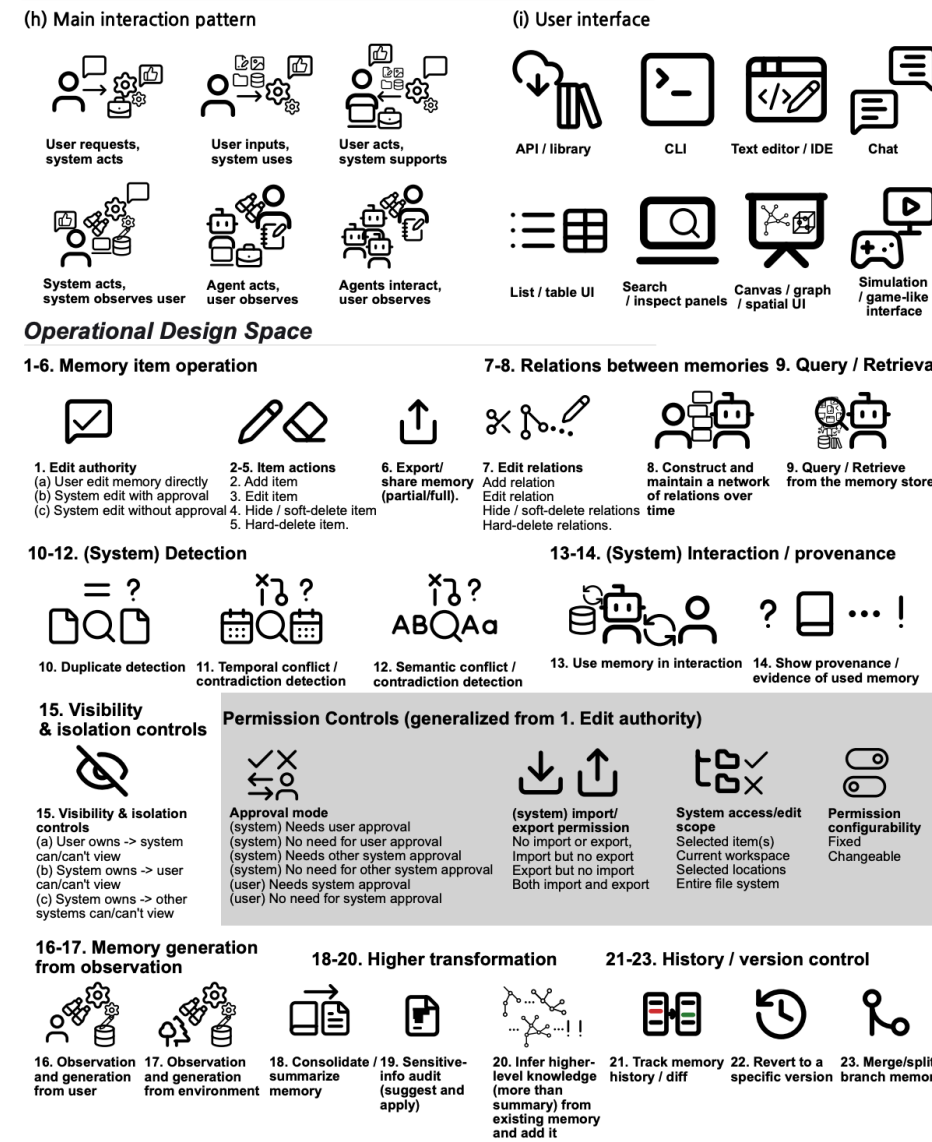 (h) Main interaction pattern
User requests,
system acts
User inputs,
system uses
User acts,
system supports
System acts,
system observes user
Agent acts,
user observes
Agents interact,
user observes
(i) User interface
API / library
CLI
Text editor / IDE
Chat
List / table UI
Search
/ inspect panels
Canvas / graph
/ spatial UI
Simulation
/ game-like
interface
Operational Design Space
1-6. Memory item operation
1. Edit authority
(a) User edit memory directly
(b) System edit with approval
(c) System edit without approval
2-5. Item actions
2. Add item
3. Edit item
4. Hide / soft-delete item
5. Hard-delete item.
6. Export/
share memory
(partial/full).
7-8. Relations between memories
7. Edit relations
Add relation
Edit relation
Hide / soft-delete relations
Hard-delete relations.
8. Construct and
maintain a network
of relations over
time
9. Query / Retrieva
9. Query / Retrieve
from the memory store
10-12. (System) Detection
= ?
10. Duplicate detection
?
11. Temporal conflict /
contradiction detection
?
AB Aa
12. Semantic conflict /
contradiction detection
13-14. (System) Interaction / provenance
13. Use memory in interaction
? ... !
14. Show provenance /
evidence of used memory
15. Visibility
& isolation controls
15. Visibility & isolation
controls
(a) User owns -> system
can/can't view
(b) System owns -> user
can/can't view
(c) System owns -> other
systems can/can't view
Permission Controls (generalized from 1. Edit authority)
Approval mode
(system) Needs user approval
(system) No need for user approval
(system) Needs other system approval
(system) No need for other system approval
(user) Needs system approval
(user) No need for system approval
(system) import/
export permission
No import or export,
Import but no export
Export but no import
Both import and export
System access/edit
scope
Selected item(s)
Current workspace
Selected locations
Entire file system
Permission
configurability
Fixed
Changeable
16-17. Memory generation
from observation
16. Observation
and generation
from user
17. Observation
and generation
from environment
18-20. Higher transformation
18. Consolidate /
summarize
memory
19. Sensitive-
info audit
(suggest and
apply)
... ... !!
20. Infer higher-
level knowledge
(more than
summary) from
existing memory
and add it
21-23. History / version control
21. Track memory
history / diff
22. Revert to a
specific version
23. Merge/split
branch memor